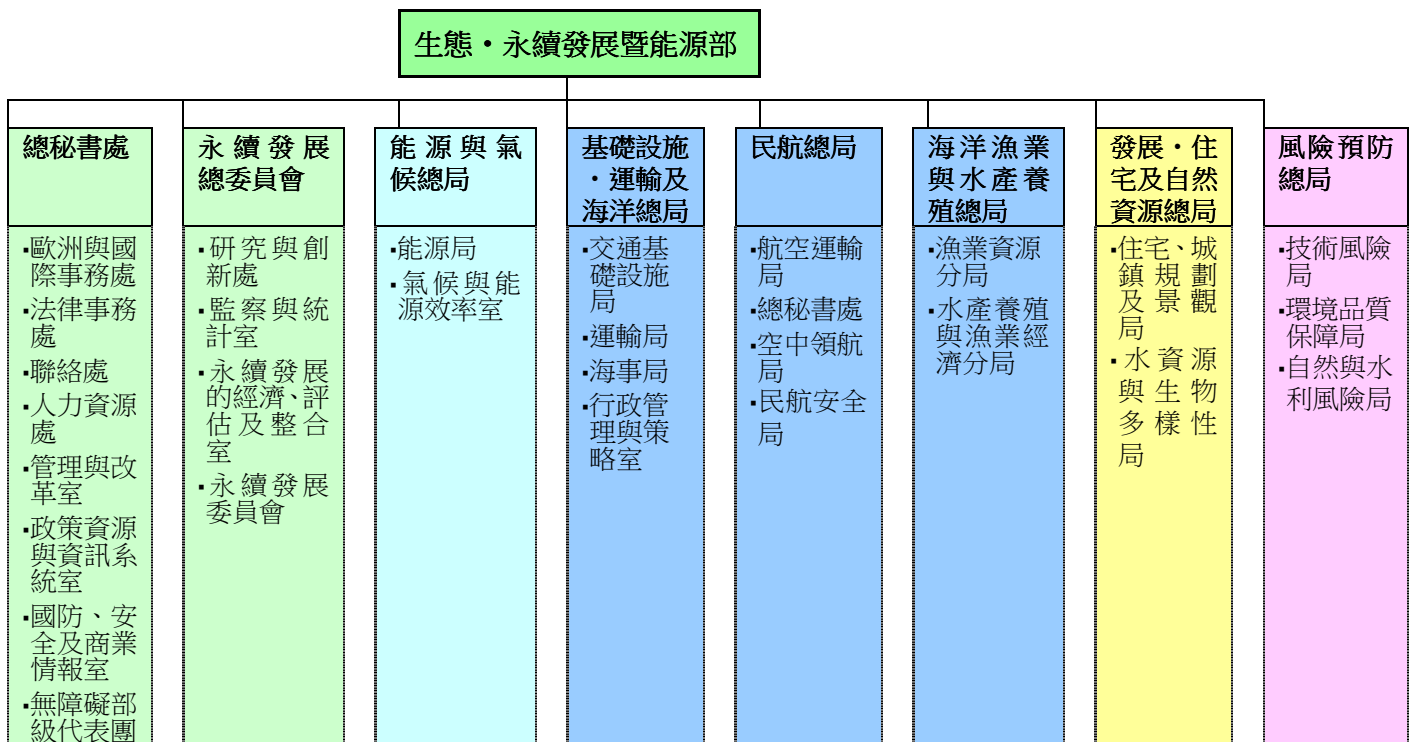 生態・永續發展暨能源部
總秘書處
▪歐洲與國
際事務處
▪法律事務
處
▪聯絡處
▪人力資源
處
▪管理與改
革室
▪政策資源
與資訊系
統室
▪國防、安
全及商業
情報室
▪無障礙部
級代表團
永續發展
總委員會
▪研究與創
新處
▪監察與統
計室
▪永續發展
的經濟、評
估及整合
室
▪永續發展
委員會
能源與氣
候總局
▪能源局
▪氣候與能
源效率室
基礎設施
・運輸及
海洋總局
▪交通基
礎設施
局
▪運輸局
▪海事局
▪行政管
理與策
略室
民航總局
▪航空運輸
局
▪總秘書處
▪空中領航
局
▪民航安全
局
海洋漁業
與水產養
殖總局
▪漁業資源
分局
▪水產養殖
與漁業經
濟分局
發展・住
宅及自然
資源總局
▪住宅、城
鎮規劃
及景觀
局
▪水資源
與生物
多樣性
局
風險預防
總局
▪技術風險
局
▪環境品質
保障局
▪自然與水
利風險局